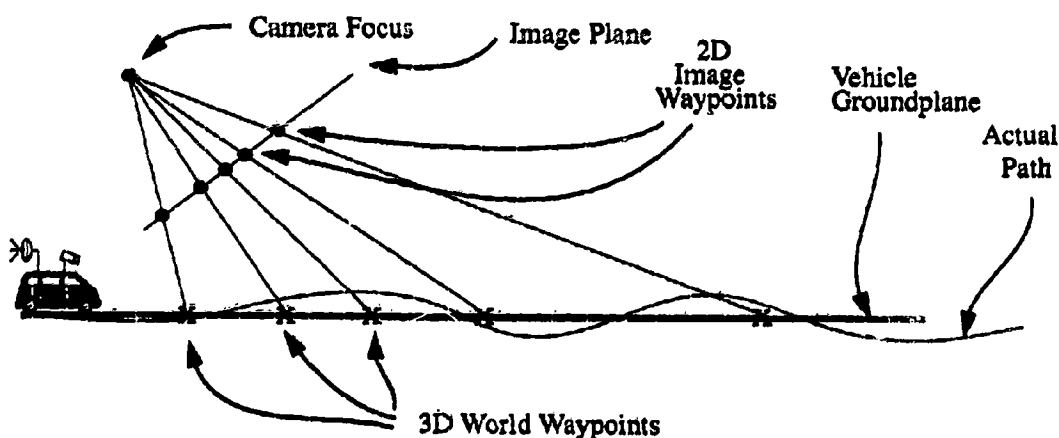 Camera Focus
Image Plane
2D
Image
Waypoints
Vehicle
Groundplane
Actual
Path
3D World Waypoints